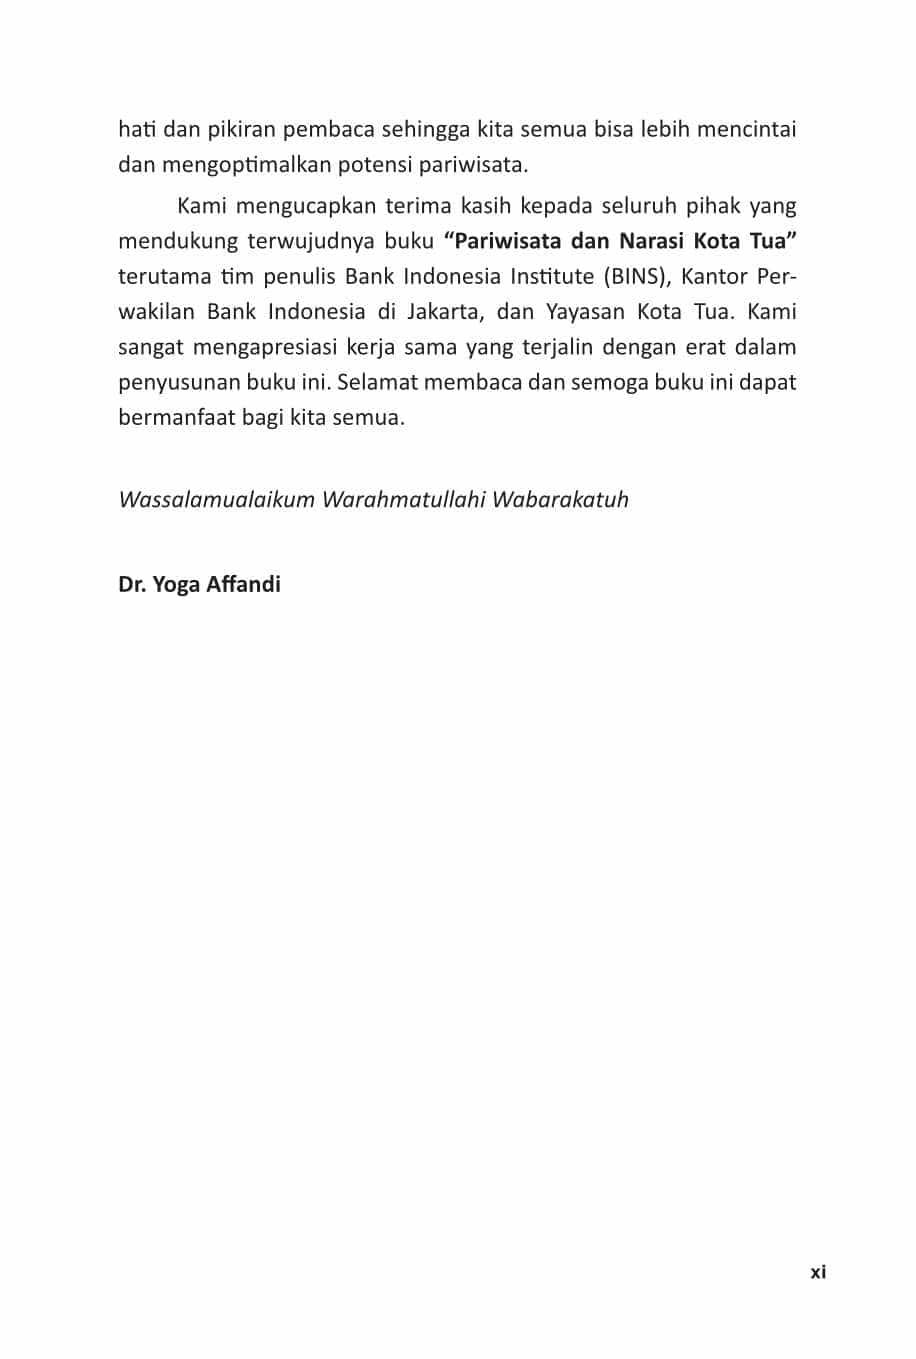 hati dan pikiran pembaca sehingga kita semua bisa lebih mencintai
dan mengoptimalkan potensi pariwisata.
Kami mengucapkan terima kasih kepada seluruh pihak yang
mendukung terwujudnya buku “Pariwisata dan Narasi Kota Tua”
terutama tim penulis Bank Indonesia Institute (BINS), Kantor Per-
wakilan Bank Indonesia di Jakarta, dan Yayasan Kota Tua. Kami
sangat mengapresiasi kerja sama yang terjalin dengan erat dalam
penyusunan buku ini. Selamat membaca dan semoga buku ini dapat
bermanfaat bagi kita semua.
Wassalamualaikum Warahmatullahi Wabarakatuh
Dr. Yoga Affandi
xi